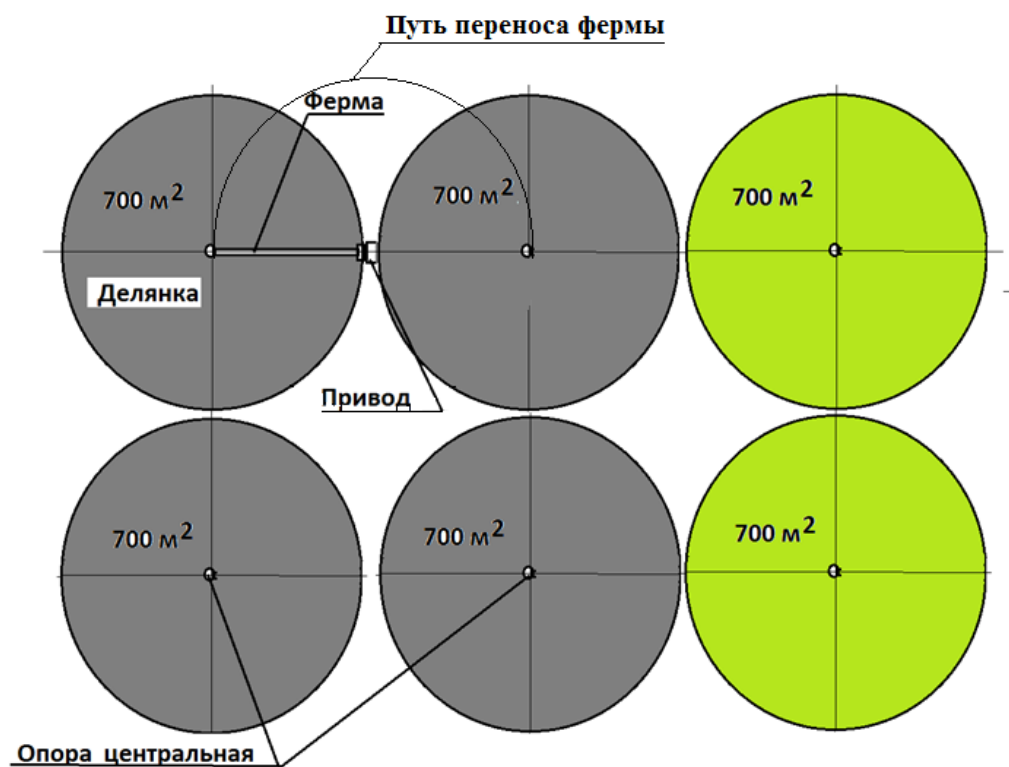 Путь переноса фермы
Ферма
700 м²
700 м²
700 м²
Делянка
Привод
700 м²
700 м²
700 м²
Опора центральная